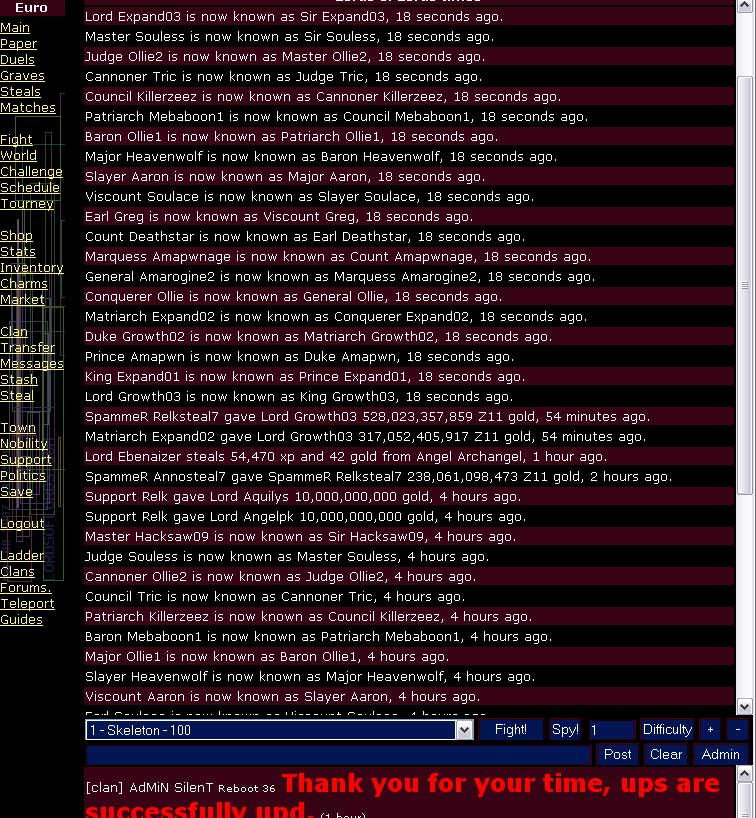 Euro
Main
Paper
Duels
Graves
Steals
Matches
Fight
World
Challenge
Schedule
Tourney
Shop
Stats
Inventory
Charms
Market
Clan
Transfer
Messages
Stash
Steal
Town
Nobility
Support
Politics
Save
Logout
Ladder
Clans
Forums.
Teleport
Guides
Lord Expand03 is now known as Sir Expand03, 18 seconds ago.
Master Souless is now known as Sir Souless, 18 seconds ago.
Judge Ollie2 is now known as Master Ollie2, 18 seconds ago.
Cannoner Tric is now known as Judge Tric, 18 seconds ago.
Council Killerzeez is now known as Cannoner Killerzeez, 18 seconds ago.
Patriarch Mebaboon1 is now known as Council Mebaboon1, 18 seconds ago.
Baron Ollie1 is now known as Patriarch Ollie1, 18 seconds ago.
Major Heavenwolf is now known as Baron Heavenwolf, 18 seconds ago.
Slayer Aaron is now known as Major Aaron, 18 seconds ago.
Viscount Soulace is now known as Slayer Soulace, 18 seconds ago.
Earl Greg is now known as Viscount Greg, 18 seconds ago.
Count Deathstar is now known as Earl Deathstar, 18 seconds ago.
Marquess Amapwnage is now known as Count Amapwnage, 18 seconds ago.
General Amarogine2 is now known as Marquess Amarogine2, 18 seconds ago.
Conquerer Ollie is now known as General Ollie, 18 seconds ago.
Matriarch Expand02 is now known as Conquerer Expand02, 18 seconds ago.
Duke Growth02 is now known as Matriarch Growth02, 18 seconds ago.
Prince Amapwn is now known as Duke Amapwn, 18 seconds ago.
King Expand01 is now known as Prince Expand01, 18 seconds ago.
Lord Growth03 is now known as King Growth03, 18 seconds ago.
SpammeR Relksteal7 gave Lord Growth03 528,023,357,859 Z11 gold, 54 minutes ago.
Matriarch Expand02 gave Lord Growth03 317,052,405,917 Z11 gold, 54 minutes ago.
Lord Ebenaizer steals 54,470 xp and 42 gold from Angel Archangel, 1 hour ago.
SpammeR Annosteal7 gave SpammeR Relksteal7 238,061,098,473 Z11 gold, 2 hours ago.
Support Relk gave Lord Aquilys 10,000,000,000 gold, 4 hours ago.
Support Relk gave Lord Angelpk 10,000,000,000 gold, 4 hours ago.
Master Hacksaw09 is now known as Sir Hacksaw09, 4 hours ago.
Judge Souless is now known as Master Souless, 4 hours ago.
Cannoner Ollie2 is now known as Judge Ollie2, 4 hours ago.
Council Tric is now known as Cannoner Tric, 4 hours ago.
Patriarch Killerzeez is now known as Council Killerzeez, 4 hours ago.
Baron Mebaboon1 is now known as Patriarch Mebaboon1, 4 hours ago.
Major Ollie1 is now known as Baron Ollie1, 4 hours ago.
Slayer Heavenwolf is now known as Major Heavenwolf, 4 hours ago.
Viscount Aaron is now known as Slayer Aaron, 4 hours ago.
1 - Skeleton - 100 Fight! Spy! 1 Difficulty + -
Post Clear Admin
[clan] AdMiN SilenT Reboot 36 Thank you for your time, ups are
successfully upd. (1 hour)